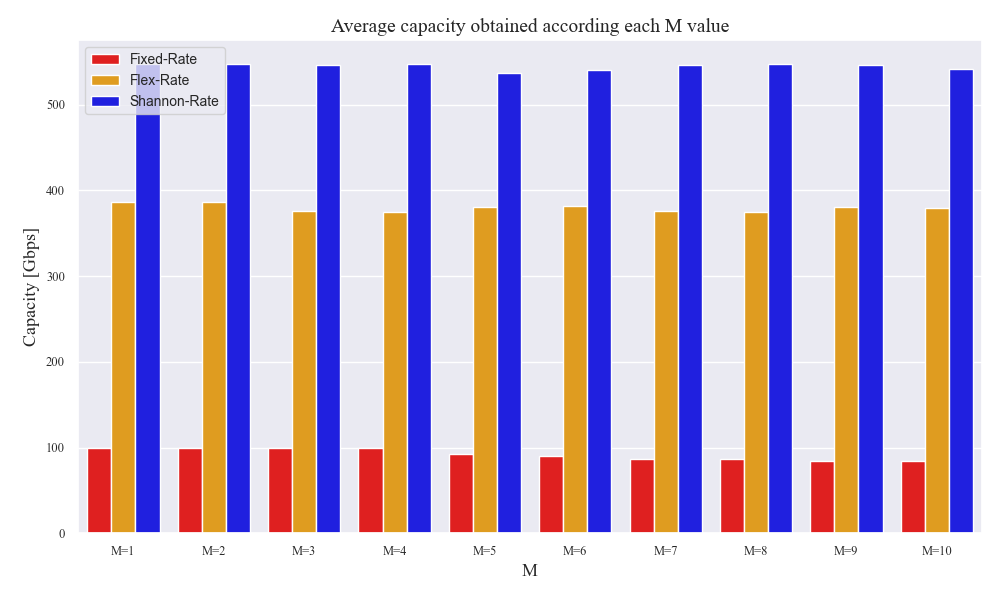 Average capacity obtained according each M value
Fixed-Rate
Flex-Rate
Shannon-Rate
Capacity [Gbps]
500
400
300
200
100
0
M=1 M=2 M=3 M=4 M=5 M=6 M=7 M=8 M=9 M=10
M